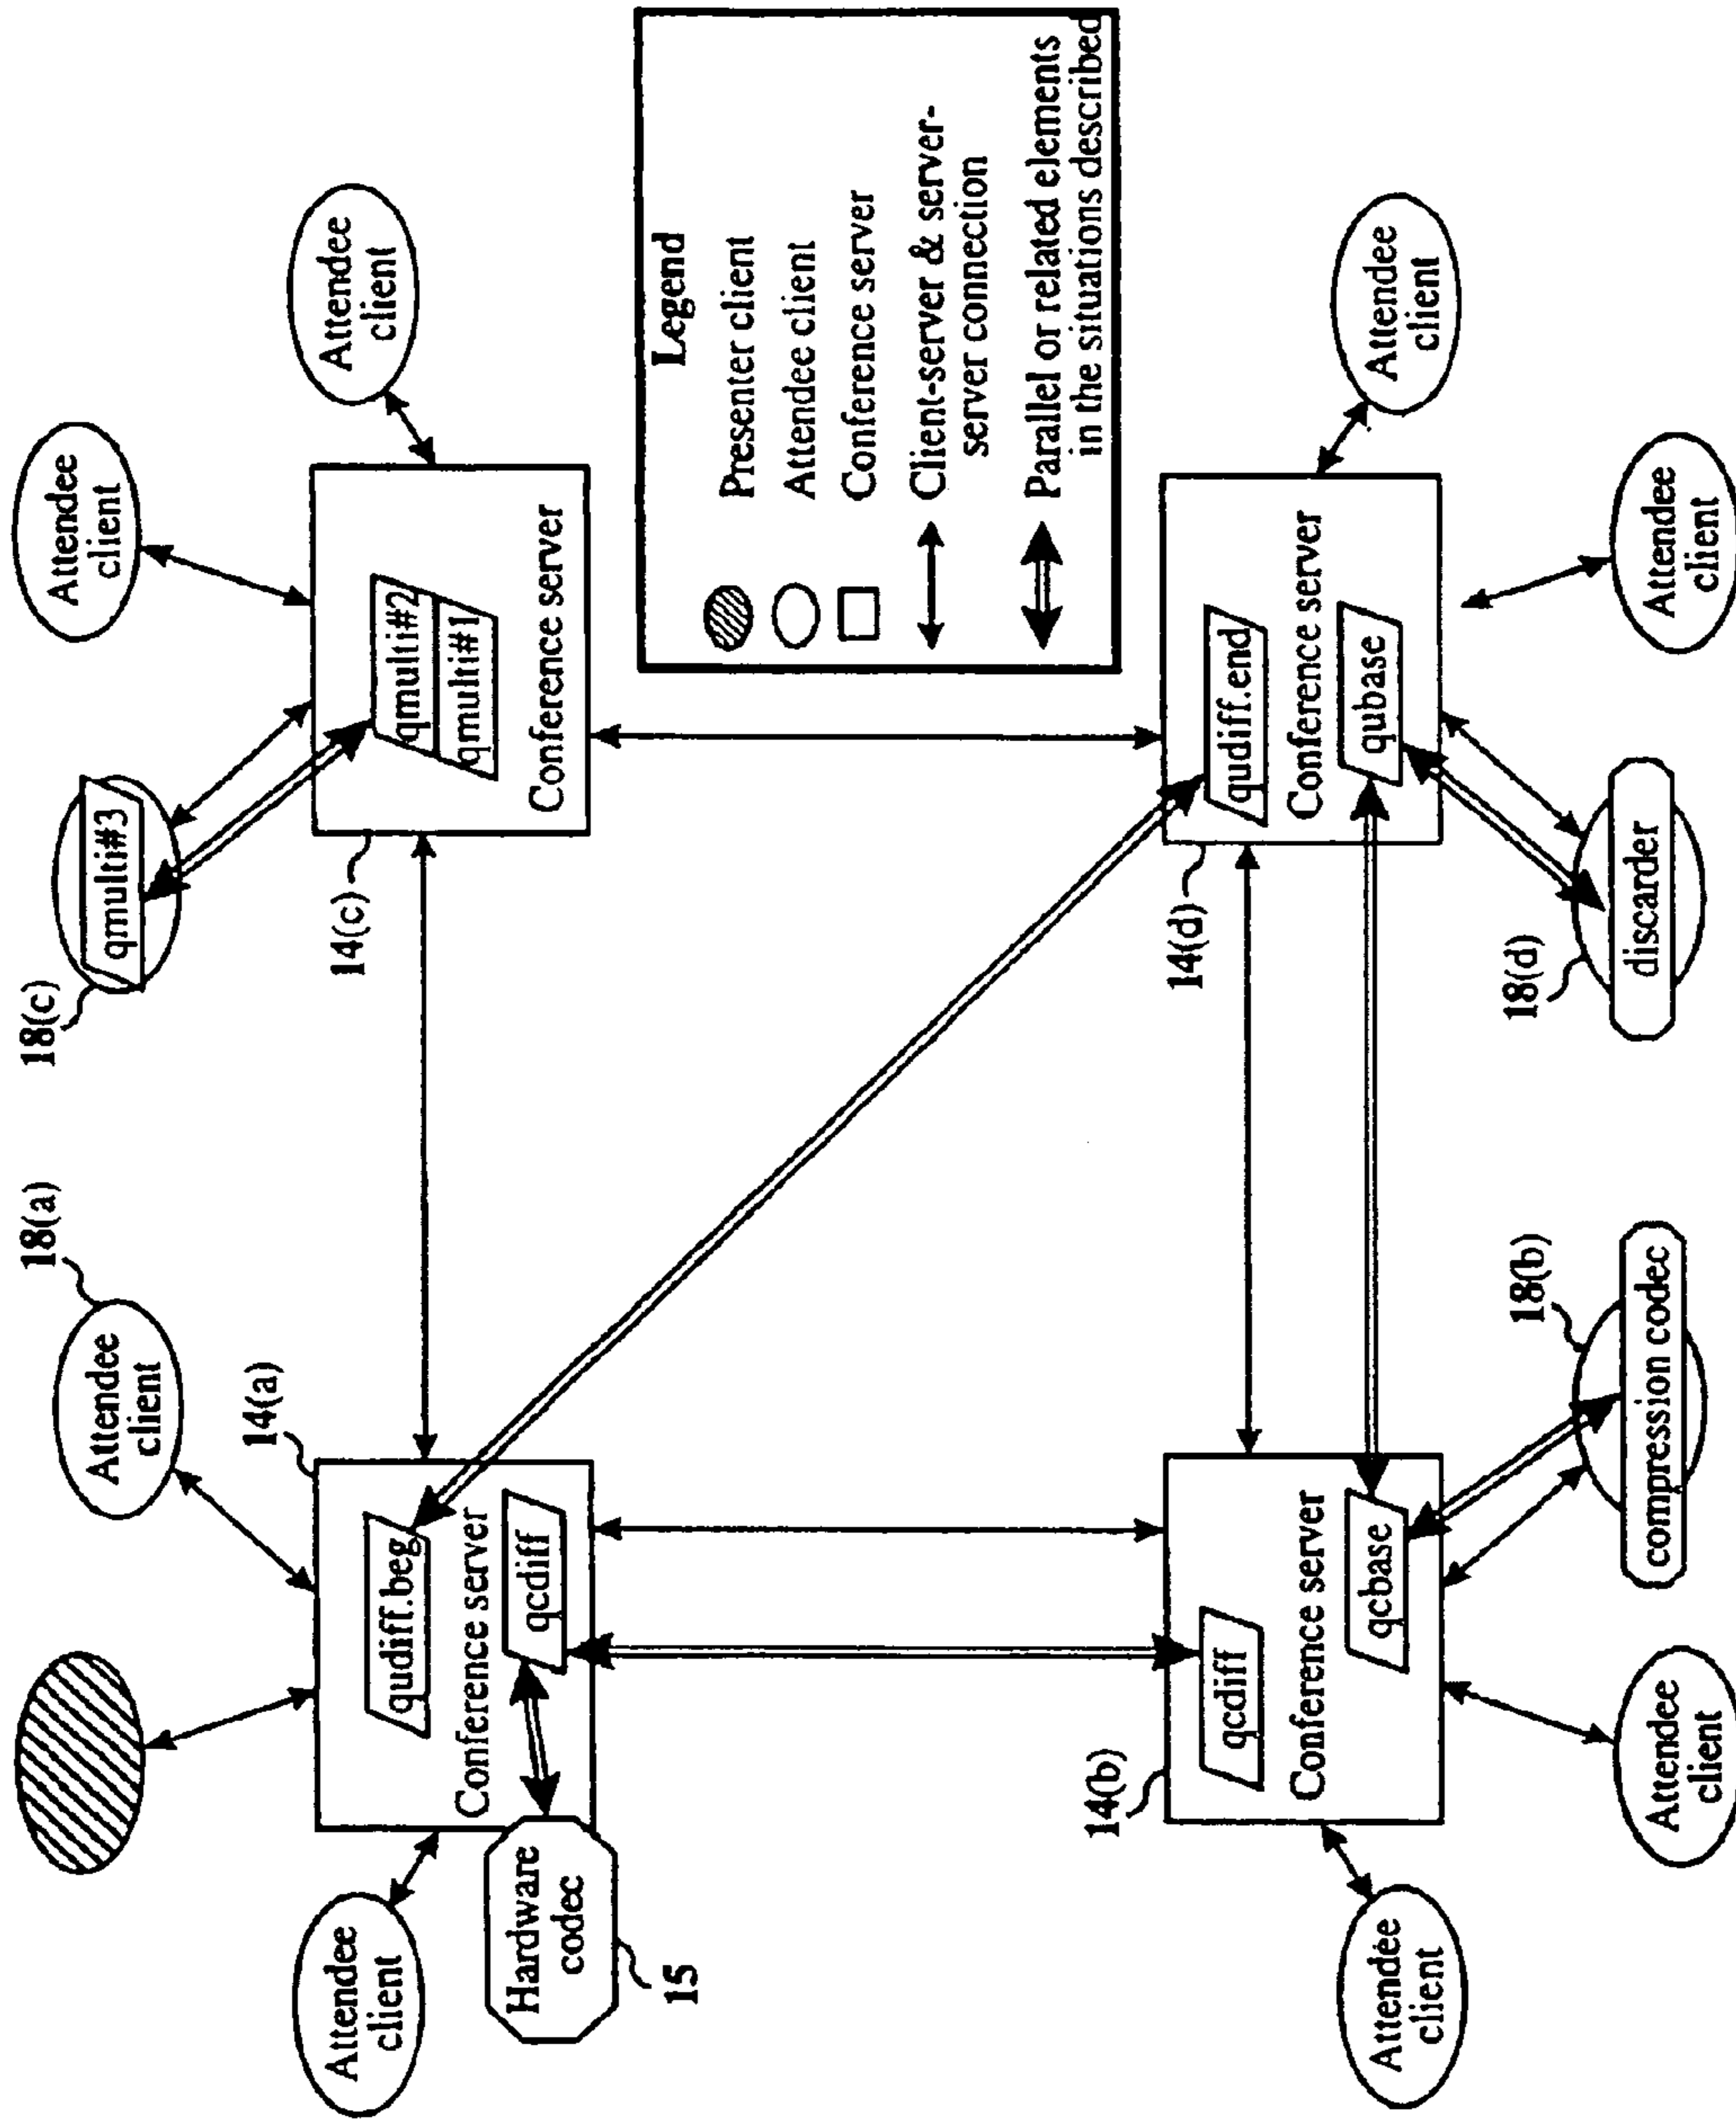 18(a)
Attendee
client
14(a)
Attendee
client
Hardware
codec
15
qudiff.beg
Conference server
qcdiff
18(c)
qmulti#3
Attendee
client
Attendee
client
14(c)
qmulti#2
qmulti#1
Conference server
14(b)
qcdiff
Conference server
qcbase
Attendee
client
Attendee
client
18(b)
compression codec
14(d)
qudiff.end
Conference server
qubase
18(d)
discarder
Attendee
client
Attendee
client
Legend
Presenter client
Attendee client
Conference server
Client-server & server-
server connection
Parallel or related elements
in the situations described